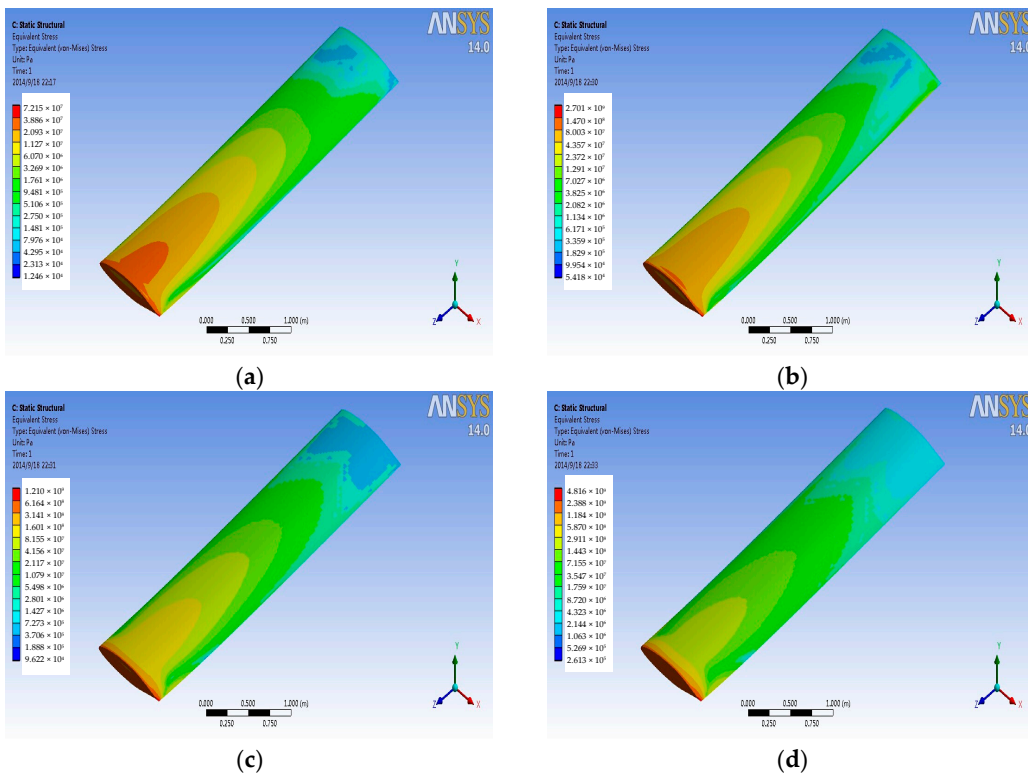 C: Static Structural
Equivalent Stress
Type: Equivalent (von-Mises) Stress
Unit: Pa
Time: 1
2014/9/18 22:17
ANSYS
14.0
7.215 × 10⁷
3.886 × 10⁷
2.093 × 10⁷
1.127 × 10⁷
6.070 × 10⁶
3.269 × 10⁶
1.761 × 10⁶
9.481 × 10⁵
5.106 × 10⁵
2.750 × 10⁵
1.481 × 10⁵
7.976 × 10⁴
4.295 × 10⁴
2.313 × 10⁴
1.246 × 10⁴
0.000 0.500 1.000 (m)
0.250 0.750
Y
Z X
(a)
C: Static Structural
Equivalent Stress
Type: Equivalent (von-Mises) Stress
Unit: Pa
Time: 1
2014/9/18 22:30
ANSYS
14.0
2.701 × 10⁸
1.470 × 10⁸
8.003 × 10⁷
4.357 × 10⁷
2.372 × 10⁷
1.291 × 10⁷
7.027 × 10⁶
3.825 × 10⁶
2.082 × 10⁶
1.134 × 10⁶
6.171 × 10⁵
3.359 × 10⁵
1.829 × 10⁵
9.954 × 10⁴
5.418 × 10⁴
0.000 0.500 1.000 (m)
0.250 0.750
Y
Z X
(b)
C: Static Structural
Equivalent Stress
Type: Equivalent (von-Mises) Stress
Unit: Pa
Time: 1
2014/9/18 22:31
ANSYS
14.0
1.210 × 10⁹
6.164 × 10⁸
3.141 × 10⁸
1.601 × 10⁸
8.155 × 10⁷
4.156 × 10⁷
2.117 × 10⁷
1.079 × 10⁷
5.498 × 10⁶
2.801 × 10⁶
1.427 × 10⁶
7.273 × 10⁵
3.706 × 10⁵
1.888 × 10⁵
9.622 × 10⁴
0.000 0.500 1.000 (m)
0.250 0.750
Y
Z X
(c)
C: Static Structural
Equivalent Stress
Type: Equivalent (von-Mises) Stress
Unit: Pa
Time: 1
2014/9/18 22:33
ANSYS
14.0
4.816 × 10⁹
2.388 × 10⁹
1.184 × 10⁹
5.870 × 10⁸
2.911 × 10⁸
1.443 × 10⁸
7.155 × 10⁷
3.547 × 10⁷
1.759 × 10⁷
8.720 × 10⁶
4.323 × 10⁶
2.144 × 10⁶
1.063 × 10⁶
5.269 × 10⁵
2.613 × 10⁵
0.000 0.500 1.000 (m)
0.250 0.750
Y
Z X
(d)